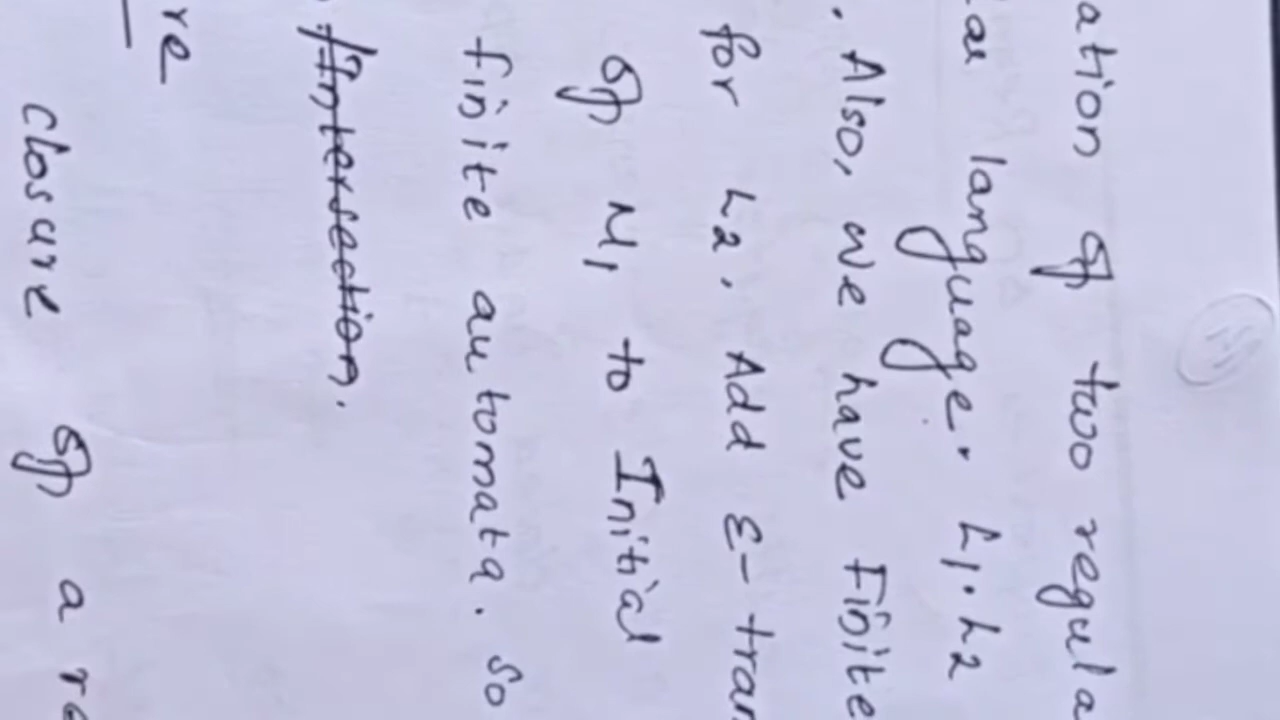 ation of two regula
language. L1.L2
. Also, we have Finite
for L2. Add ε-tran
of M1 to Initial
finite automata. So
Intersection.
re
closure of a re